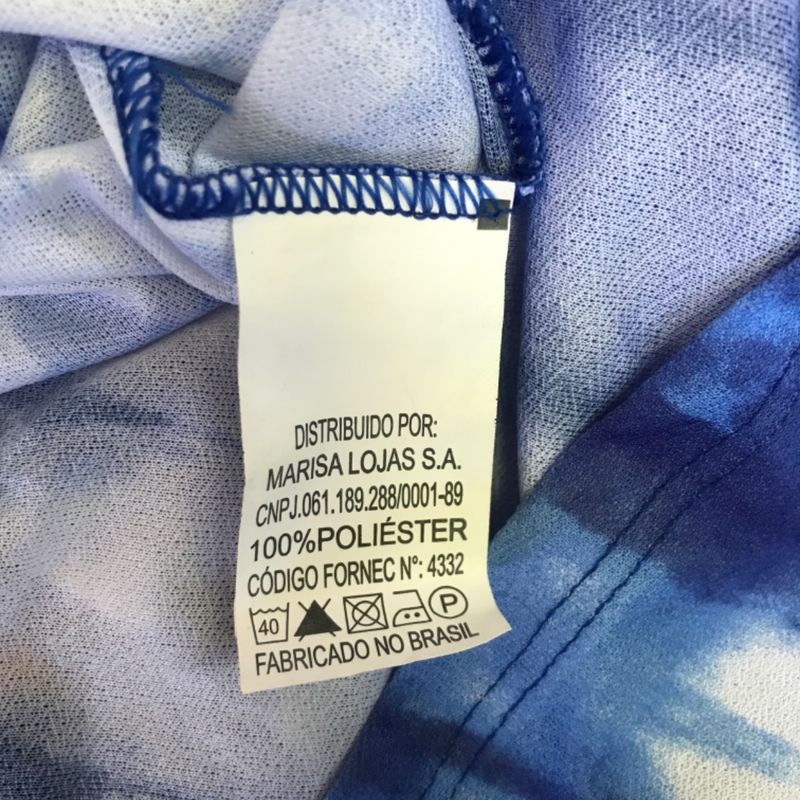 DISTRIBUIDO POR:
MARISA LOJAS S.A.
CNPJ.061.189.288/0001-89
100%POLIÉSTER
CÓDIGO FORNEC N°: 4332
40 P
FABRICADO NO BRASIL